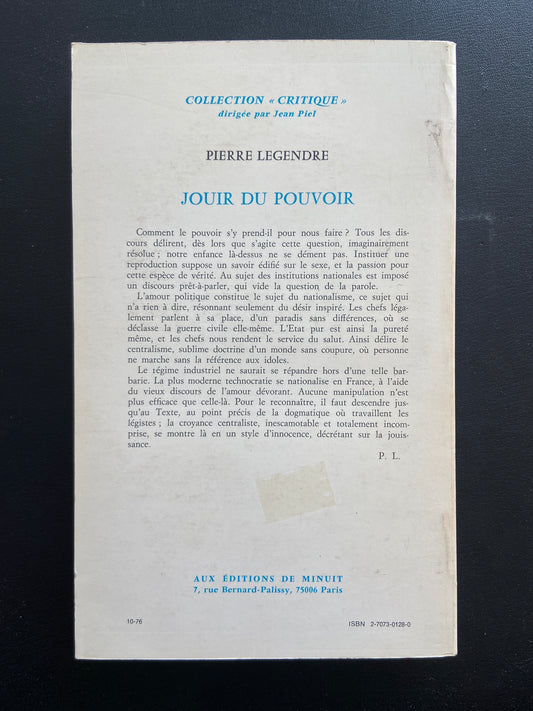 COLLECTION « CRITIQUE »
dirigée par Jean Piel
PIERRE LEGENDRE
JOUIR DU POUVOIR
Comment le pouvoir s'y prend-il pour nous faire ? Tous les dis-
cours délirent, dès lors que s'agite cette question, imaginairement
résolue ; notre enfance là-dessus ne se dément pas. Instituer une
reproduction suppose un savoir édifié sur le sexe, et la passion pour
cette espèce de vérité. Au sujet des institutions nationales est imposé
un discours prêt-à-parler, qui vide la question de la parole.
L'amour politique constitue le sujet du nationalisme, ce sujet qui
n'a rien à dire, résonnant seulement du désir inspiré. Les chefs léga-
lement parlent à sa place, d'un paradis sans différences, où se
déclasse la guerre civile elle-même. L'Etat pur est ainsi la pureté
même, et les chefs nous rendent le service du salut. Ainsi délire le
centralisme, sublime doctrine d'un monde sans coupure, où personne
ne marche sans la référence aux idoles.
Le régime industriel ne saurait se répandre hors d'une telle bar-
barie. La plus moderne technocratie se nationalise en France, à l'aide
du vieux discours de l'amour dévorant. Aucune manipulation n'est
plus efficace que celle-là. Pour le reconnaître, il faut descendre jus-
qu'au Texte, au point précis de la dogmatique où travaillent les
légistes ; la croyance centraliste, inescamotable et totalement incom-
prise, se montre là en un style d'innocence, décrétant sur la jouis-
sance.
P. L.
AUX ÉDITIONS DE MINUIT
7, rue Bernard-Palissy, 75006 Paris
10-76
ISBN 2-7073-0128-0